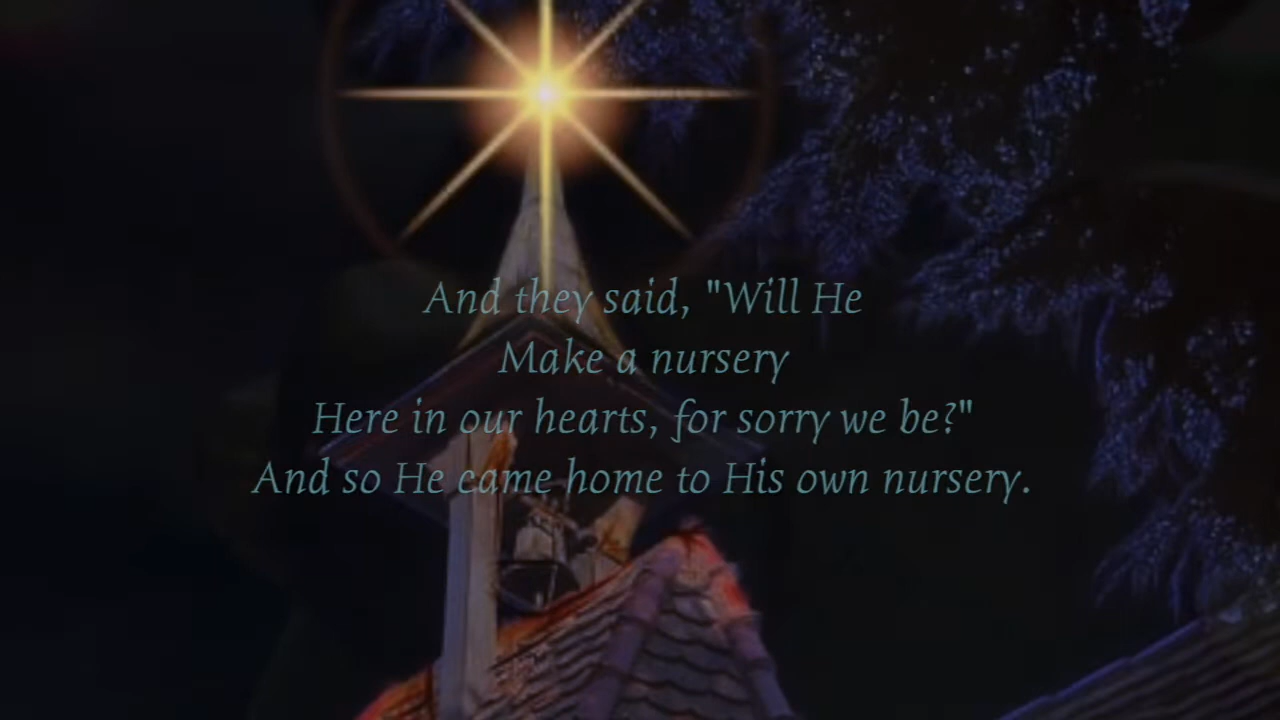 And they said, "Will He
Make a nursery
Here in our hearts, for sorry we be?"
And so He came home to His own nursery.